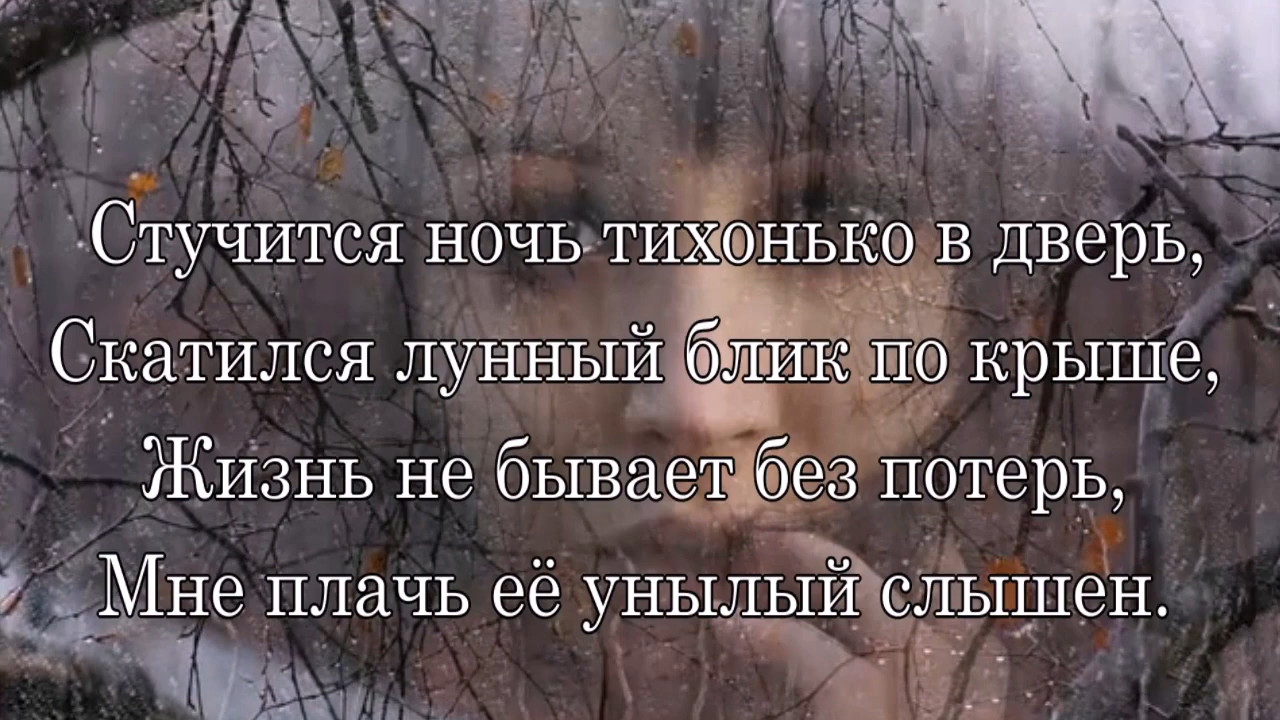 Стучится ночь тихонько в дверь,
Скатился лунный блик по крыше,
Жизнь не бывает без потерь,
Мне плачь её унылый слышен.